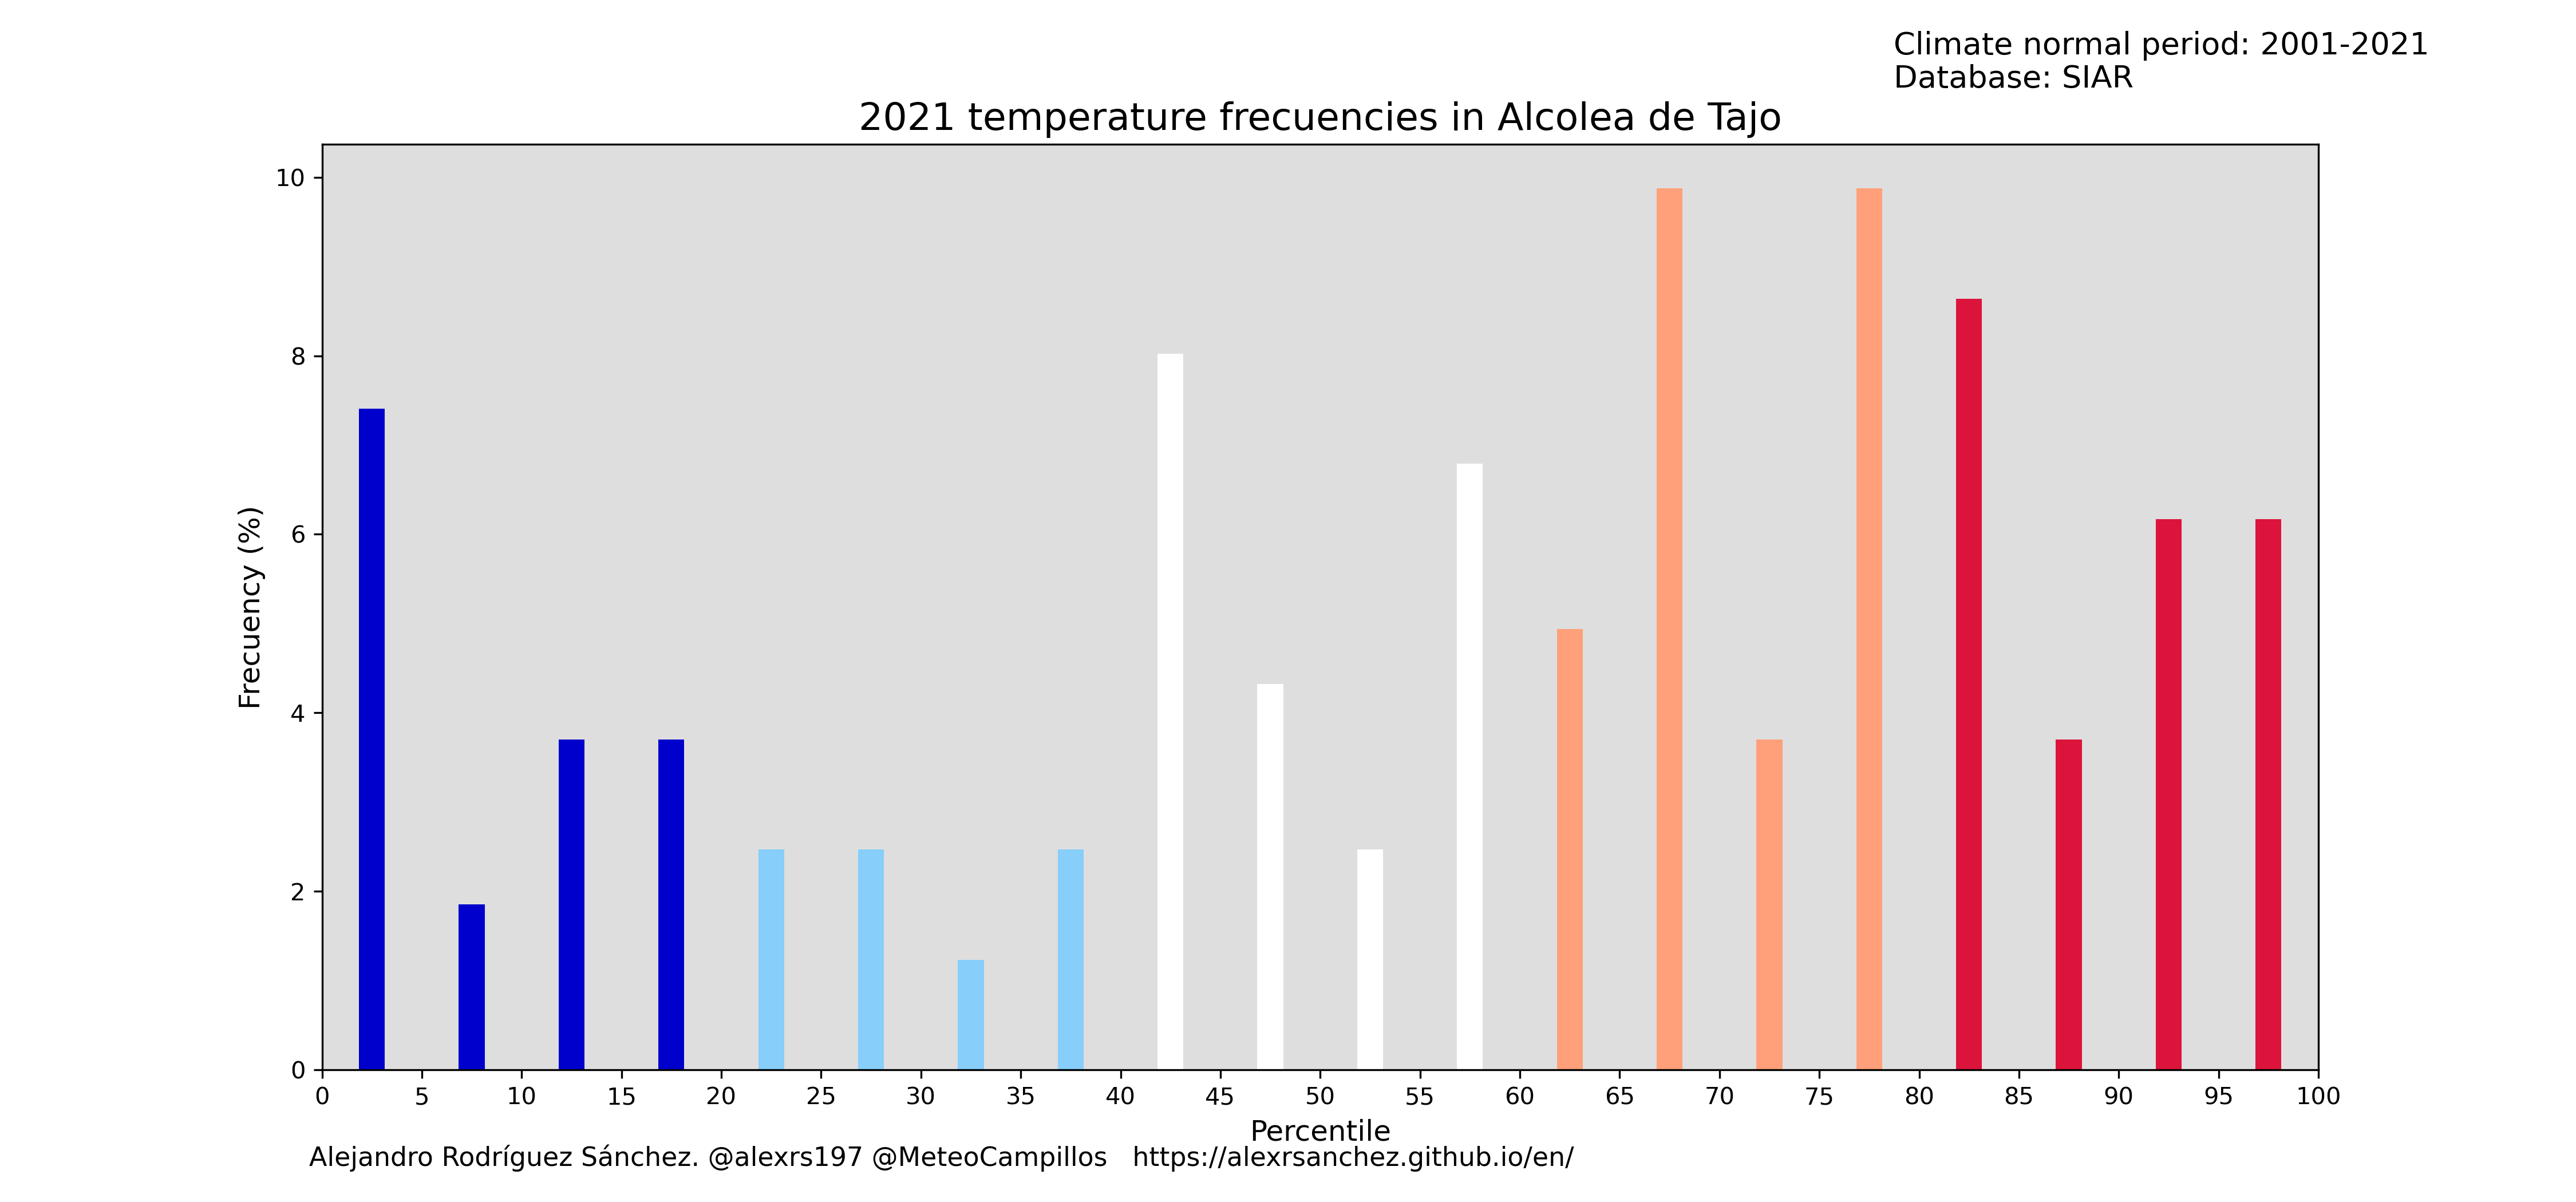 Climate normal period: 2001-2021
Database: SIAR
2021 temperature frecuencies in Alcolea de Tajo
10
8
6
4
2
0
Frecuency (%)
0 5 10 15 20 25 30 35 40 45 50 55 60 65 70 75 80 85 90 95 100
Percentile
Alejandro Rodríguez Sánchez. @alexrs197 @MeteoCampillos https://alexrsanchez.github.io/en/